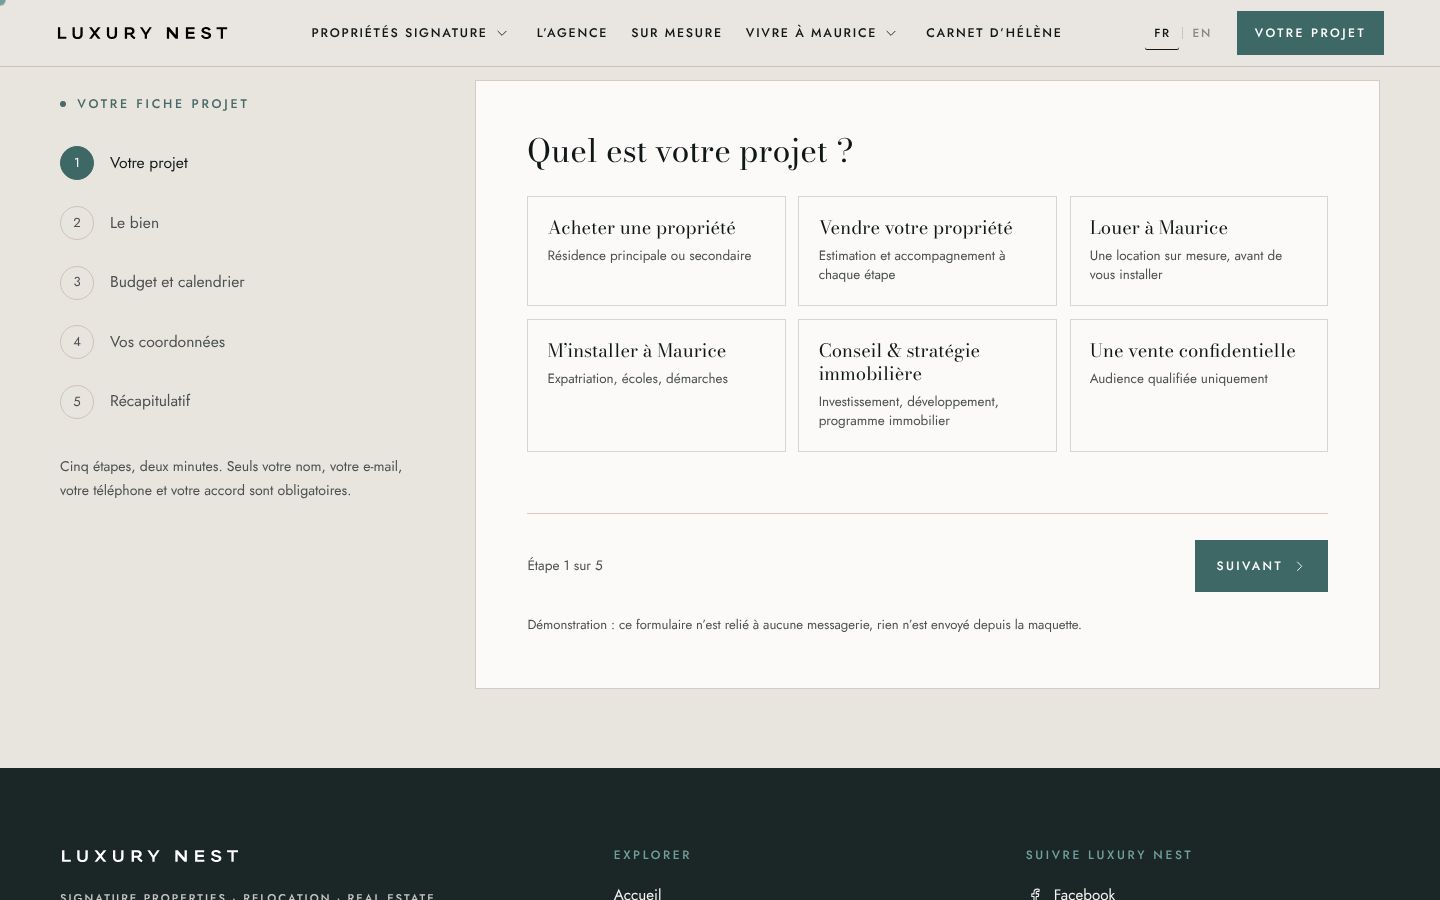 LUXURY NEST
PROPRIÉTÉS SIGNATURE
L’AGENCE
SUR MESURE
VIVRE À MAURICE
CARNET D’HÉLÈNE
FR
EN
VOTRE PROJET
VOTRE FICHE PROJET
1 Votre projet
2 Le bien
3 Budget et calendrier
4 Vos coordonnées
5 Récapitulatif
Cinq étapes, deux minutes. Seuls votre nom, votre e-mail,
votre téléphone et votre accord sont obligatoires.
Quel est votre projet ?
Acheter une propriété
Résidence principale ou secondaire
Vendre votre propriété
Estimation et accompagnement à
chaque étape
Louer à Maurice
Une location sur mesure, avant de
vous installer
M’installer à Maurice
Expatriation, écoles, démarches
Conseil & stratégie
immobilière
Investissement, développement,
programme immobilier
Une vente confidentielle
Audience qualifiée uniquement
Étape 1 sur 5
SUIVANT
Démonstration : ce formulaire n’est relié à aucune messagerie, rien n’est envoyé depuis la maquette.
LUXURY NEST
SIGNATURE PROPERTIES · RELOCATION · REAL ESTATE
EXPLORER
Accueil
SUIVRE LUXURY NEST
Facebook